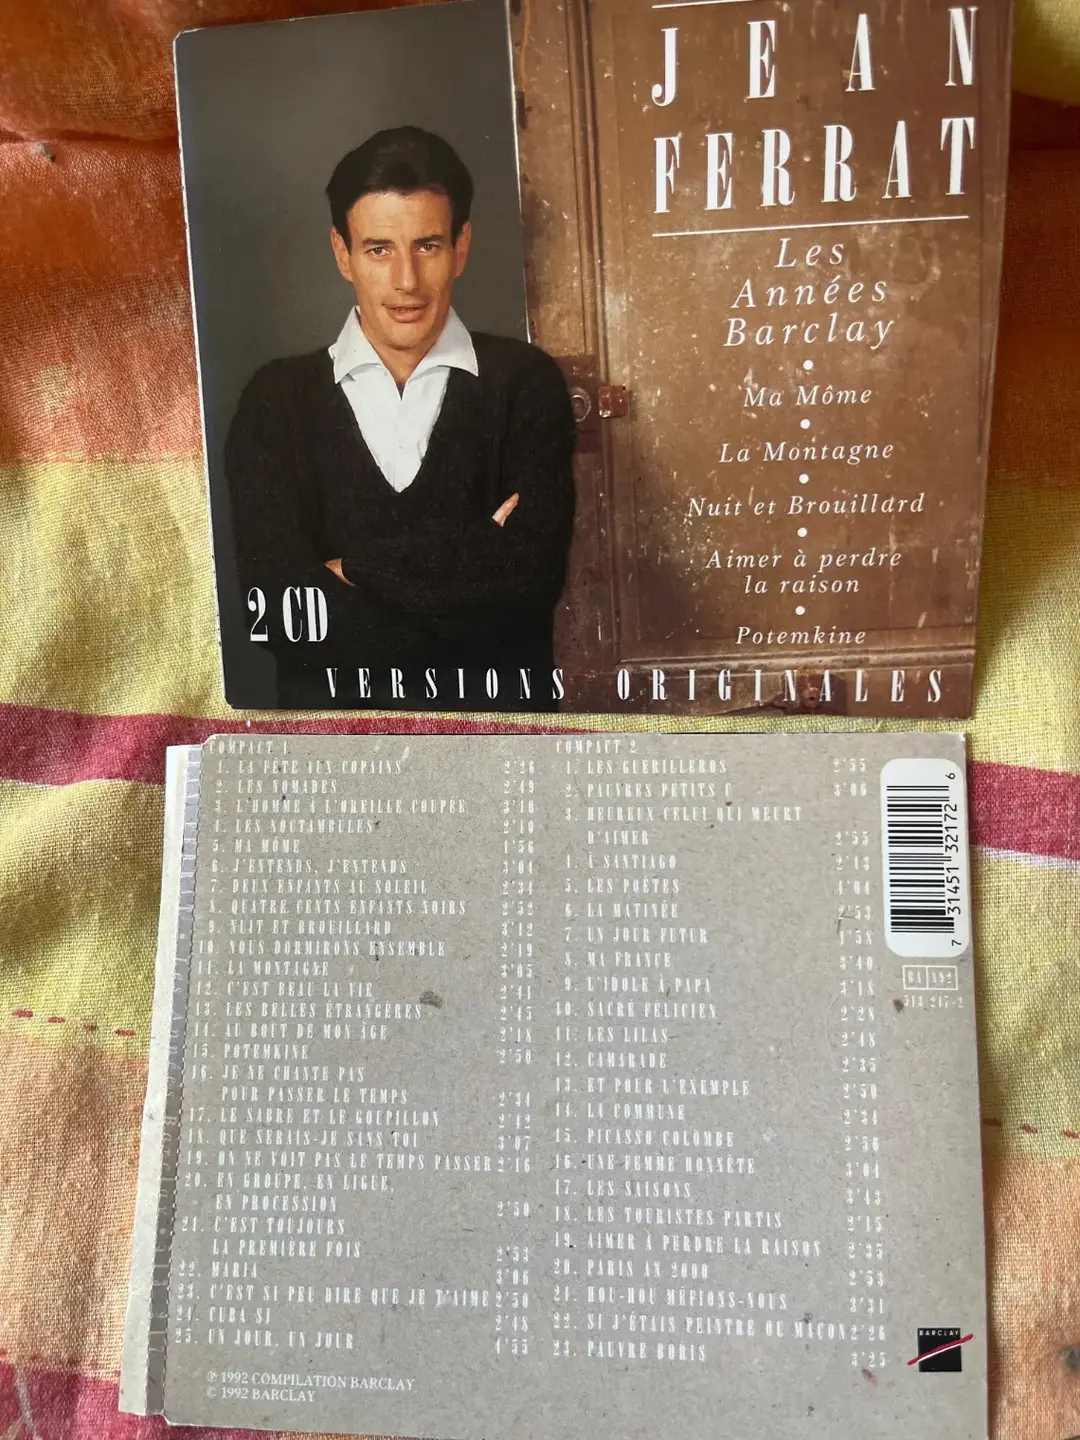 JEAN
FERRAT
Les
Années
Barclay
Ma Môme
La Montagne
Nuit et Brouillard
Aimer à perdre
la raison
Potemkine
2 CD
VERSIONS ORIGINALES
COMPACT 1
1. LA FÊTE AUX COPAINS 2'26
2. LES NOMADES 2'49
3. L'HOMME À L'OREILLE COUPÉE 3'10
4. LES NOCTAMBULES 2'10
5. MA MÔME 1'56
6. J'ENTENDS, J'ENTENDS 3'04
7. DEUX ENFANTS AU SOLEIL 2'34
8. QUATRE CENTS ENFANTS NOIRS 2'52
9. NUIT ET BROUILLARD 3'12
10. NOUS DORMIRONS ENSEMBLE 2'19
11. LA MONTAGNE 3'05
12. C'EST BEAU LA VIE 2'41
13. LES BELLES ÉTRANGÈRES 2'45
14. AU BOUT DE MON ÂGE 2'18
15. POTEMKINE 2'50
16. JE NE CHANTE PAS
POUR PASSER LE TEMPS 2'34
17. LE SABRE ET LE GOUPILLON 2'42
18. QUE SERAIS-JE SANS TOI 3'07
19. ON NE VOIT PAS LE TEMPS PASSER 2'16
20. EN GROUPE, EN LIGUE,
EN PROCESSION 2'50
21. C'EST TOUJOURS
LA PREMIÈRE FOIS 2'53
22. MARIA 3'06
23. C'EST SI PEU DIRE QUE JE T'AIME 2'50
24. CUBA SI 2'48
25. UN JOUR, UN JOUR 4'55
℗ 1992 COMPILATION BARCLAY
© 1992 BARCLAY
COMPACT 2
1. LES GUERILLEROS 2'55
2. PAUVRES PETITS C 3'06
3. HEUREUX CELUI QUI MEURT
D'AIMER 2'55
4. À SANTIAGO 2'13
5. LES POÈTES 4'04
6. LA MATINÉE 2'53
7. UN JOUR FUTUR 1'58
8. MA FRANCE 3'40
9. L'IDOLE À PAPA 3'18
10. SACRÉ FÉLICIEN 2'28
11. LES LILAS 2'48
12. CAMARADE 2'35
13. ET POUR L'EXEMPLE 2'50
14. LA COMMUNE 2'34
15. PICASSO COLOMBE 2'56
16. UNE FEMME HONNÊTE 3'04
17. LES SAISONS 3'43
18. LES TOURISTES PARTIS 2'15
19. AIMER À PERDRE LA RAISON 2'35
20. PARIS AN 2000 2'53
21. HOU-HOU MÉFIONS-NOUS 3'31
22. SI J'ÉTAIS PEINTRE OU MAÇON 2'26
23. PAUVRE BORIS 3'25
7 31451 32172 6
513 217-2
BARCLAY